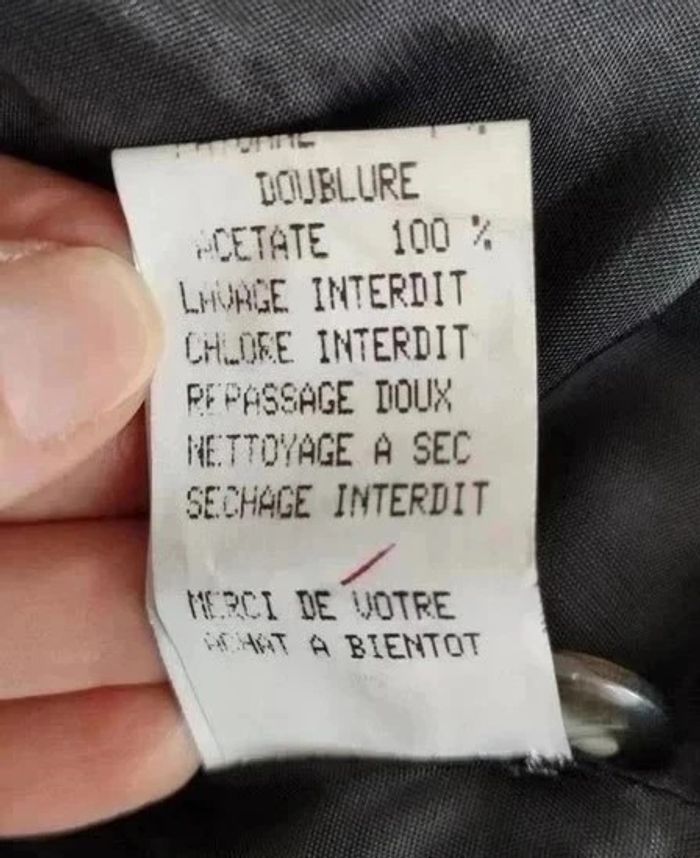 DOUBLURE
ACETATE 100 %
LAVAGE INTERDIT
CHLORE INTERDIT
REPASSAGE DOUX
NETTOYAGE A SEC
SECHAGE INTERDIT
MERCI DE VOTRE
ACHAT A BIENTOT